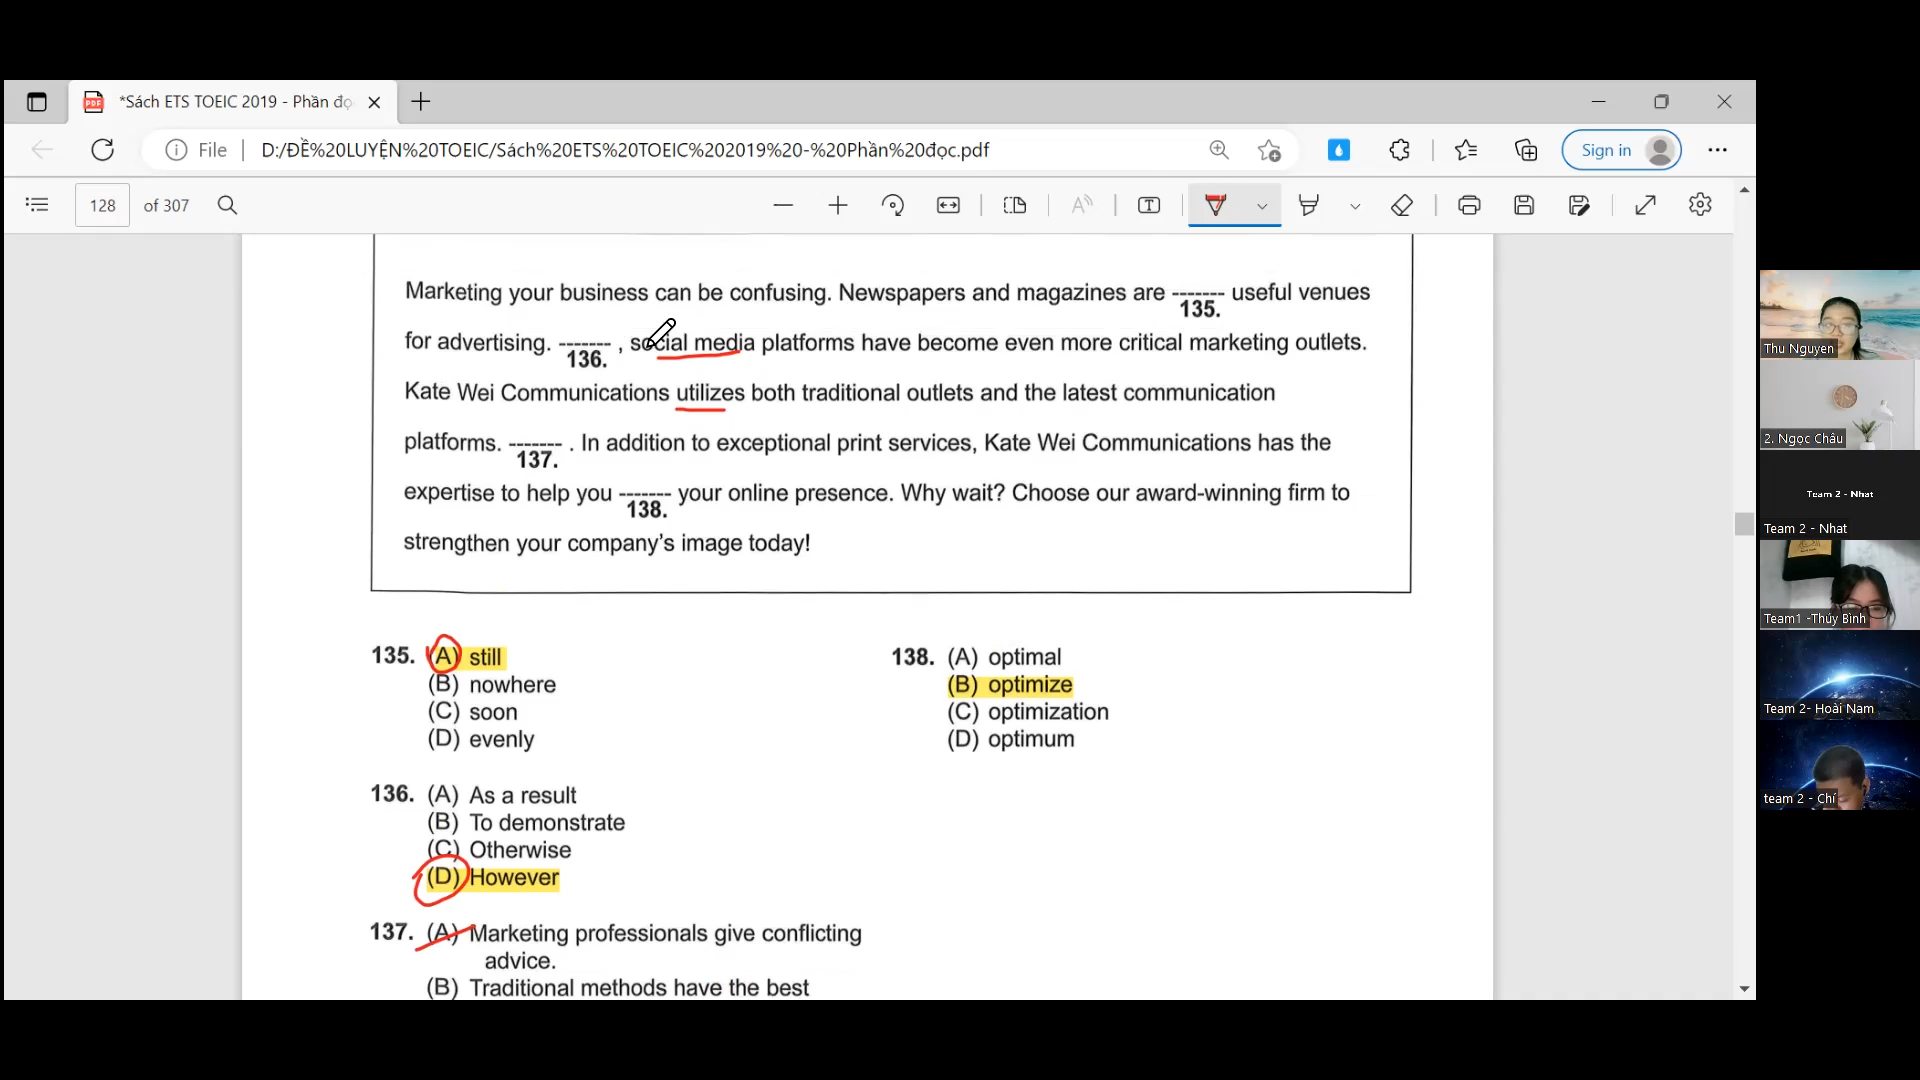 *Sách ETS TOEIC 2019 - Phần đọ
File
D:/ĐỀ%20LUYỆN%20TOEIC/Sách%20ETS%20TOEIC%202019%20-%20Phần%20đọc.pdf
Sign in
128 of 307
Marketing your business can be confusing. Newspapers and magazines are ------- useful venues
135.
for advertising. ------- , social media platforms have become even more critical marketing outlets.
136.
Kate Wei Communications utilizes both traditional outlets and the latest communication
platforms. ------- . In addition to exceptional print services, Kate Wei Communications has the
137.
expertise to help you ------- your online presence. Why wait? Choose our award-winning firm to
138.
strengthen your company's image today!
135. (A) still
(B) nowhere
(C) soon
(D) evenly
136. (A) As a result
(B) To demonstrate
(C) Otherwise
(D) However
137. (A) Marketing professionals give conflicting
advice.
(B) Traditional methods have the best
138. (A) optimal
(B) optimize
(C) optimization
(D) optimum
Thu Nguyen
2. Ngọc Châu
Team 2 - Nhat
Team 2 - Nhat
Team1 -Thúy Bình
Team 2- Hoài Nam
team 2 - Chí